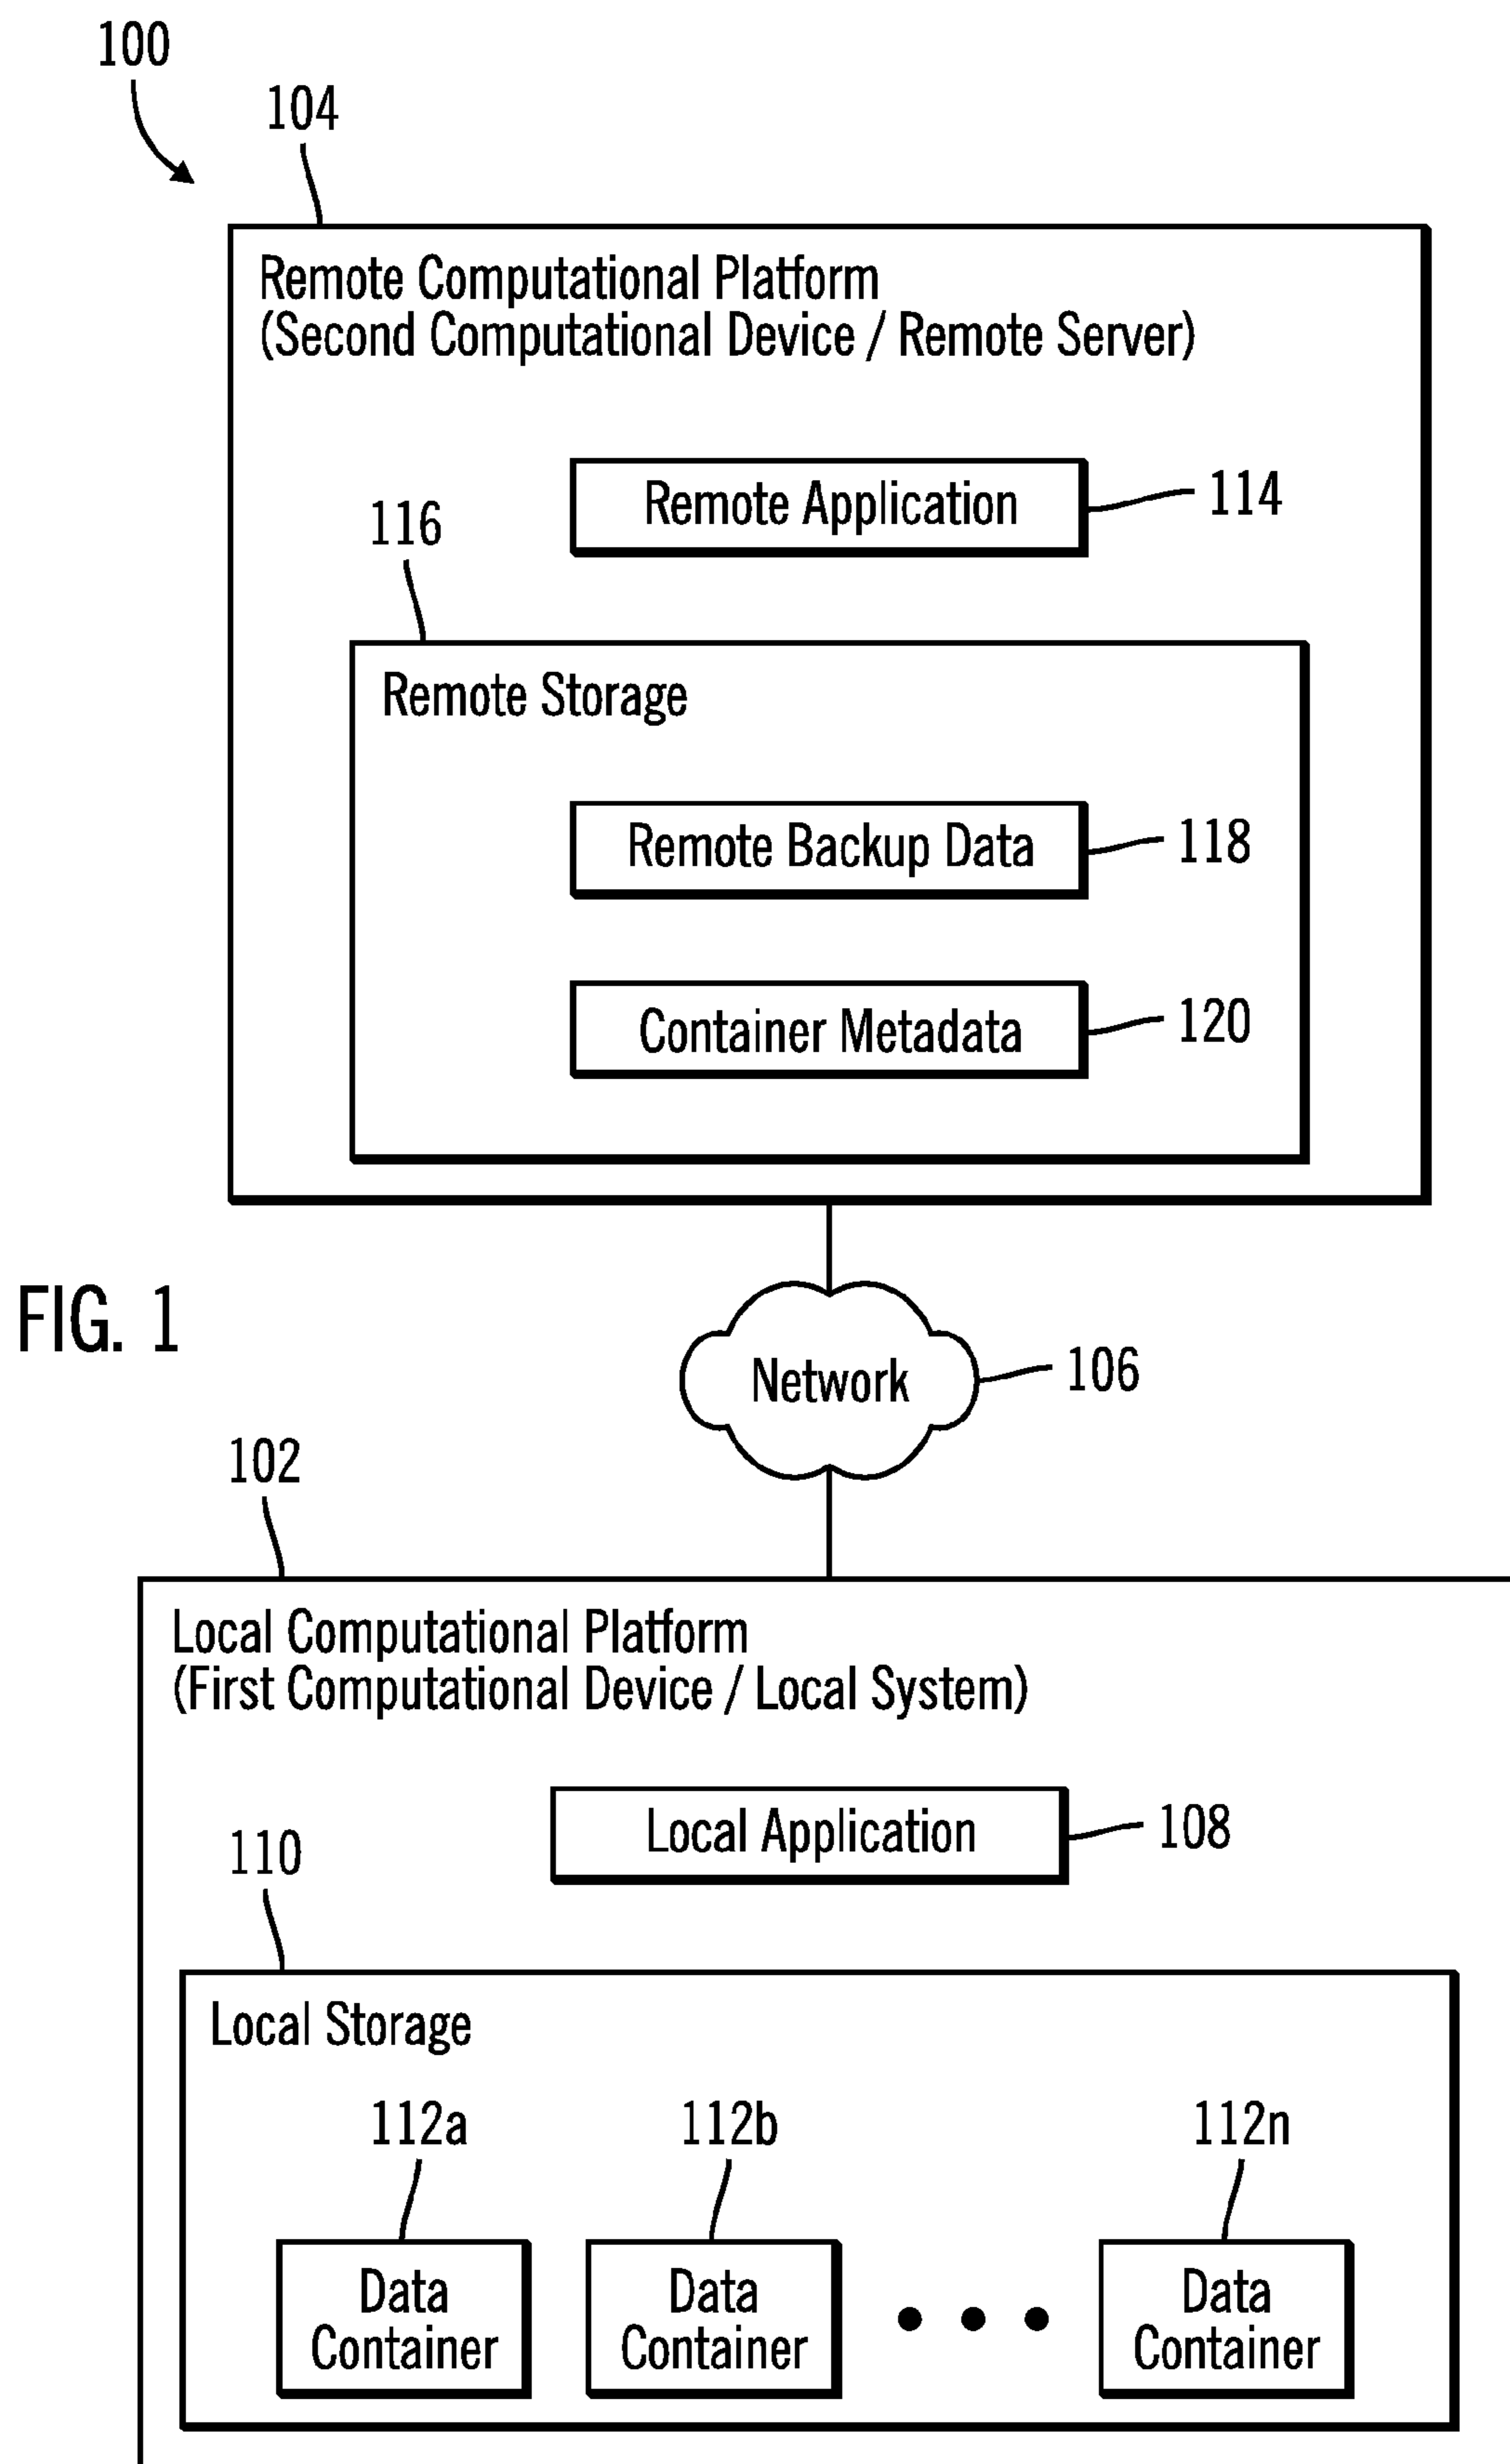 100
104
Remote Computational Platform
(Second Computational Device / Remote Server)
Remote Application
114
116
Remote Storage
Remote Backup Data
118
Container Metadata
120
FIG. 1
Network
106
102
Local Computational Platform
(First Computational Device / Local System)
Local Application
108
110
Local Storage
112a
112b
112n
Data
Container
Data
Container
Data
Container